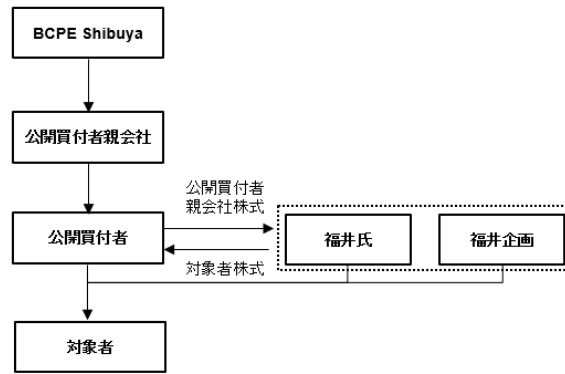 BCPE Shibuya
公開買付者親会社
公開買付者
親会社株式
公開買付者
福井氏
福井企画
対象者株式
対象者